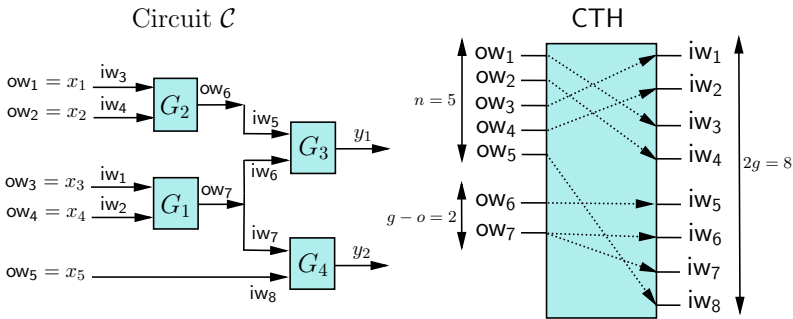 Circuit 𝒞
CTH
ow₁ = x₁
iw₃
ow₂ = x₂
iw₄
G₂
ow₆
iw₅
G₃
y₁
iw₆
ow₃ = x₃
iw₁
ow₄ = x₄
iw₂
G₁
ow₇
iw₇
G₄
y₂
ow₅ = x₅
iw₈
n = 5
ow₁
ow₂
ow₃
ow₄
ow₅
g − o = 2
ow₆
ow₇
iw₁
iw₂
iw₃
iw₄
iw₅
iw₆
iw₇
iw₈
2g = 8